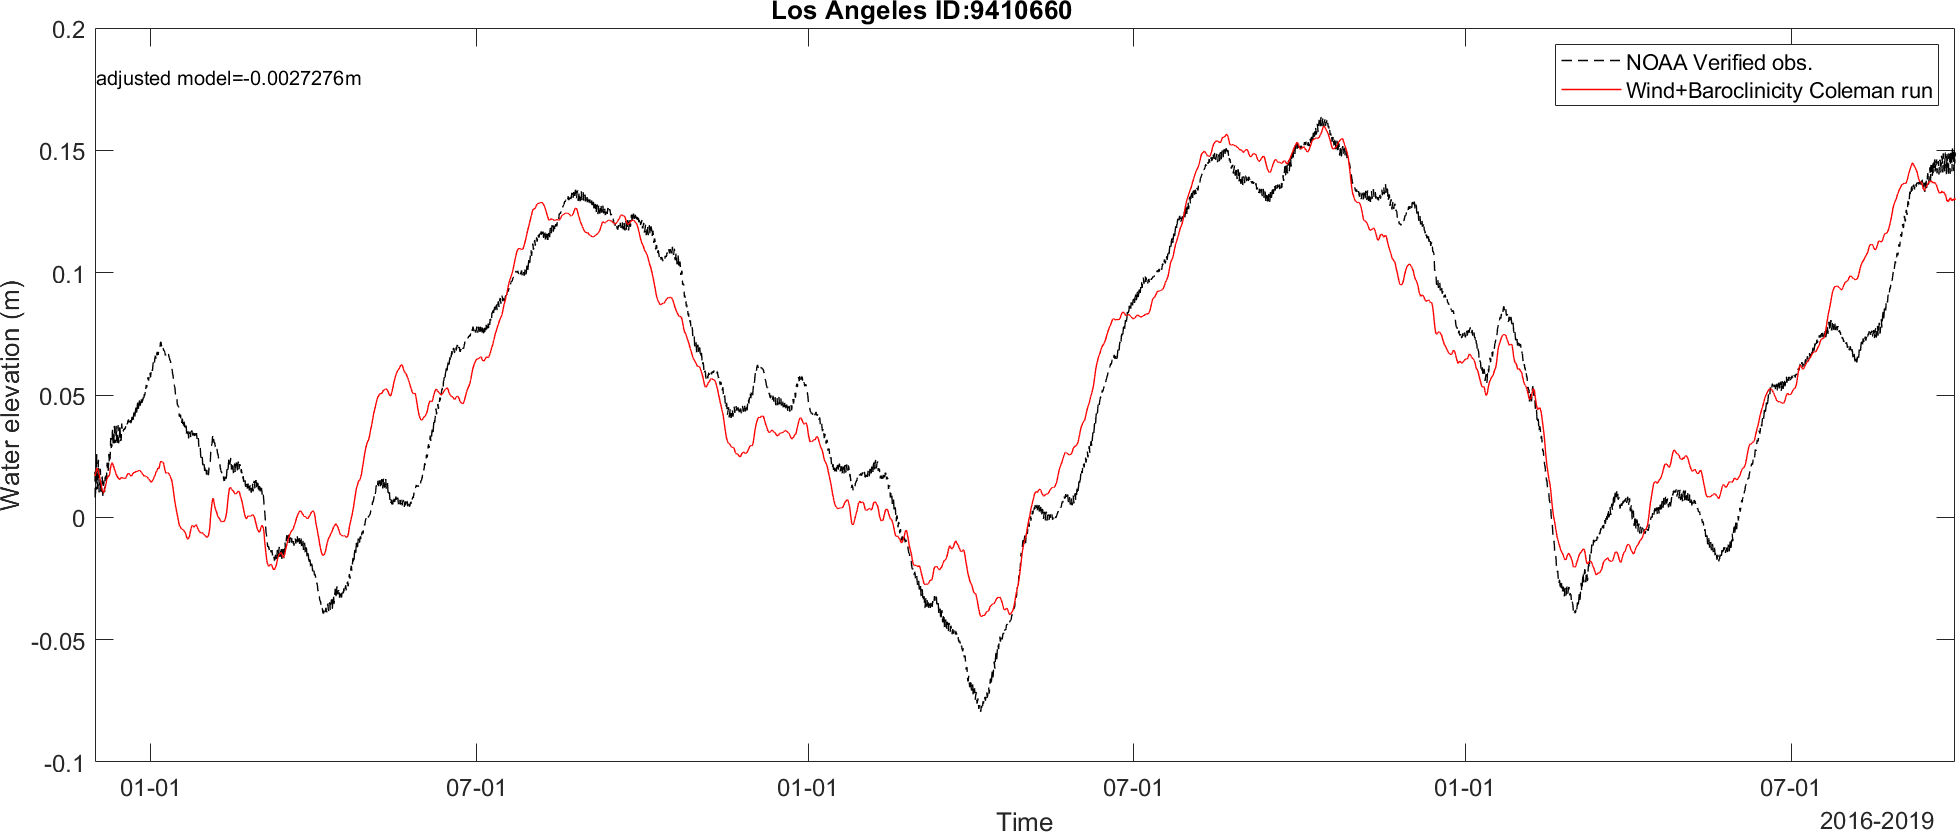 Los Angeles ID:9410660
0.2
adjusted model=-0.0027276m
NOAA Verified obs.
Wind+Baroclinicity Coleman run
0.15
0.1
0.05
0
-0.05
-0.1
Water elevation (m)
01-01 07-01 01-01 07-01 01-01 07-01
Time
2016-2019